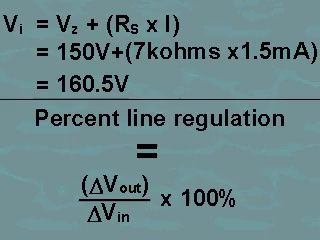 Vi = Vz + (RS x I)
= 150V+(7kohms x1.5mA)
= 160.5V
Percent line regulation
=
(ΔVout)
ΔVin
x 100%